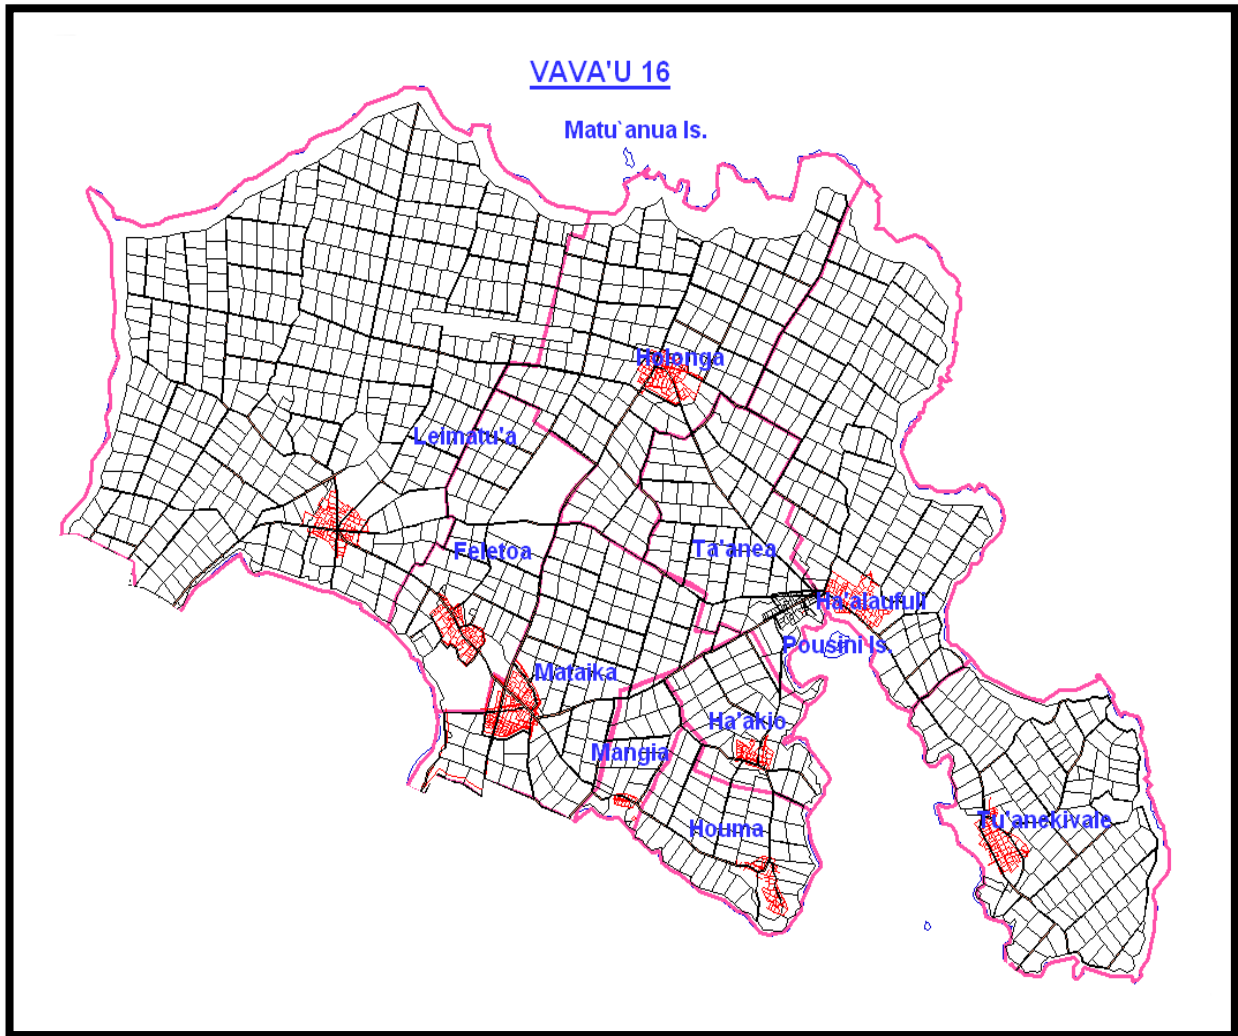 VAVA'U 16
Matu`anua Is.
Holonga
Leimatu'a
Feletoa
Ta'anea
Ha'alaufuli
Pousini Is.
Mataika
Ha'akio
Mangia
Houma
Tu'anekivale